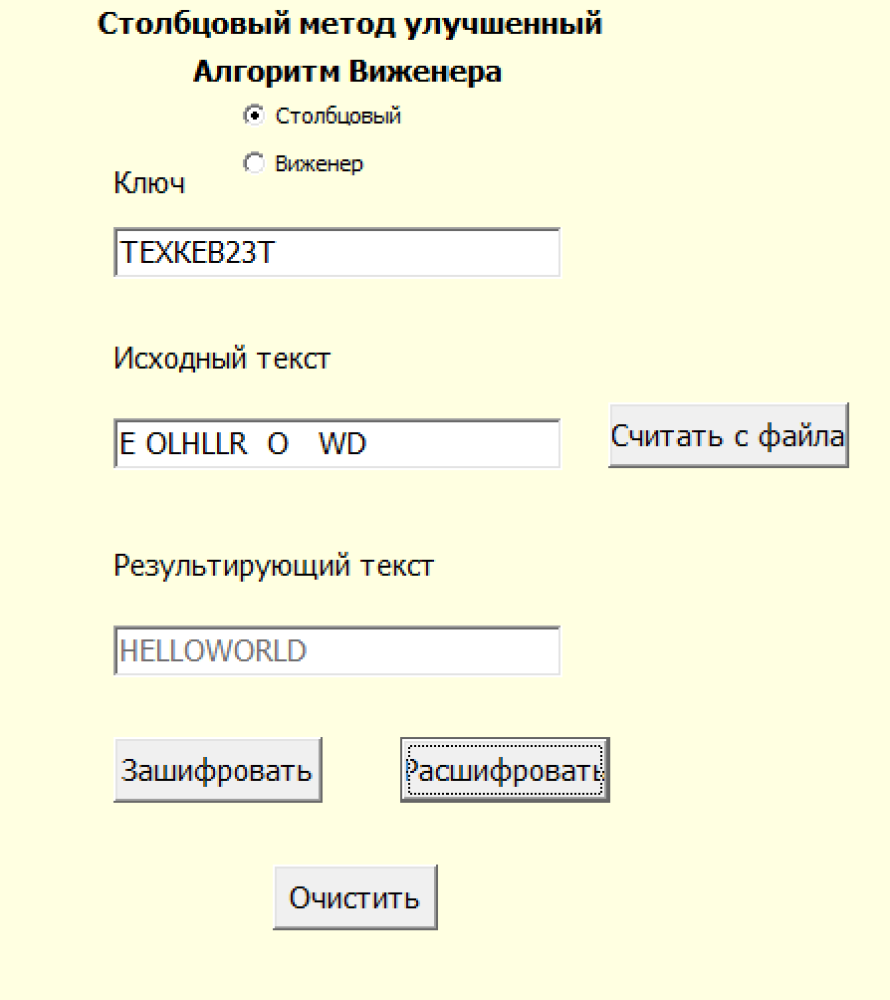 Столбцовый метод улучшенный
Алгоритм Виженера
Столбцовый
Виженер
Ключ
TEXKEB23T
Исходный текст
E OLHLLR  O   WD
Считать с файла
Результирующий текст
HELLOWORLD
Зашифровать
Расшифровать
Очистить